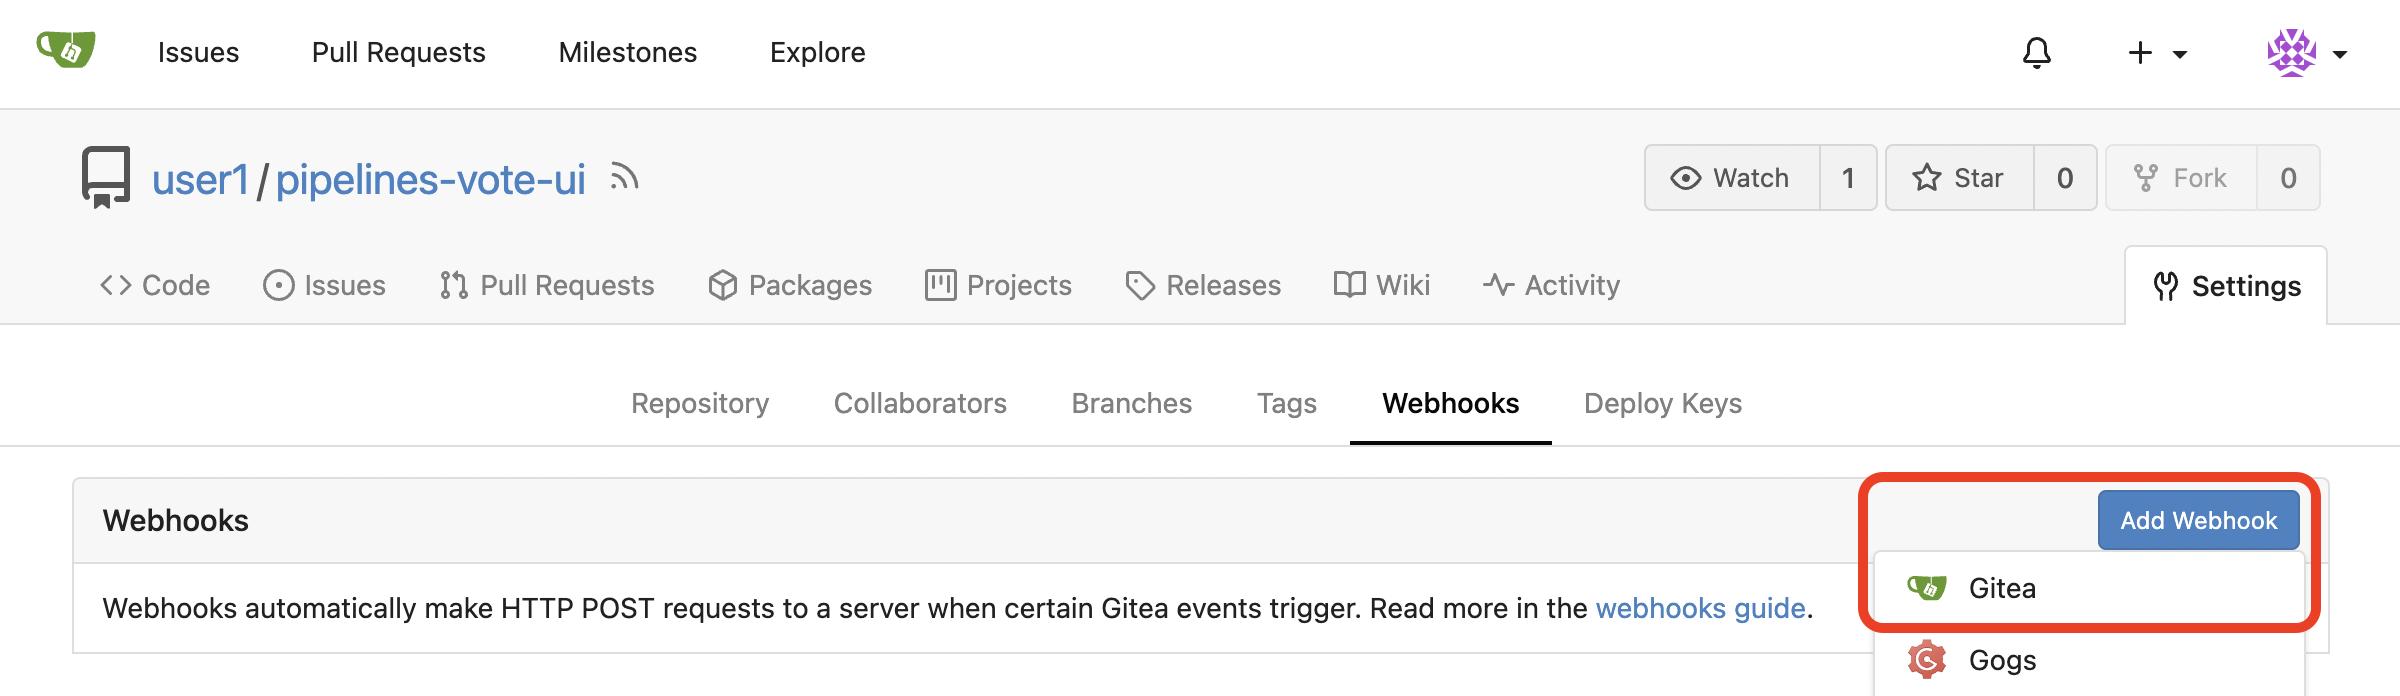 Issues Pull Requests Milestones Explore
user1 / pipelines-vote-ui Watch 1 Star 0 Fork 0
Code Issues Pull Requests Packages Projects Releases Wiki Activity Settings
Repository Collaborators Branches Tags Webhooks Deploy Keys
Webhooks Add Webhook
Gitea
Webhooks automatically make HTTP POST requests to a server when certain Gitea events trigger. Read more in the webhooks guide.
Gogs